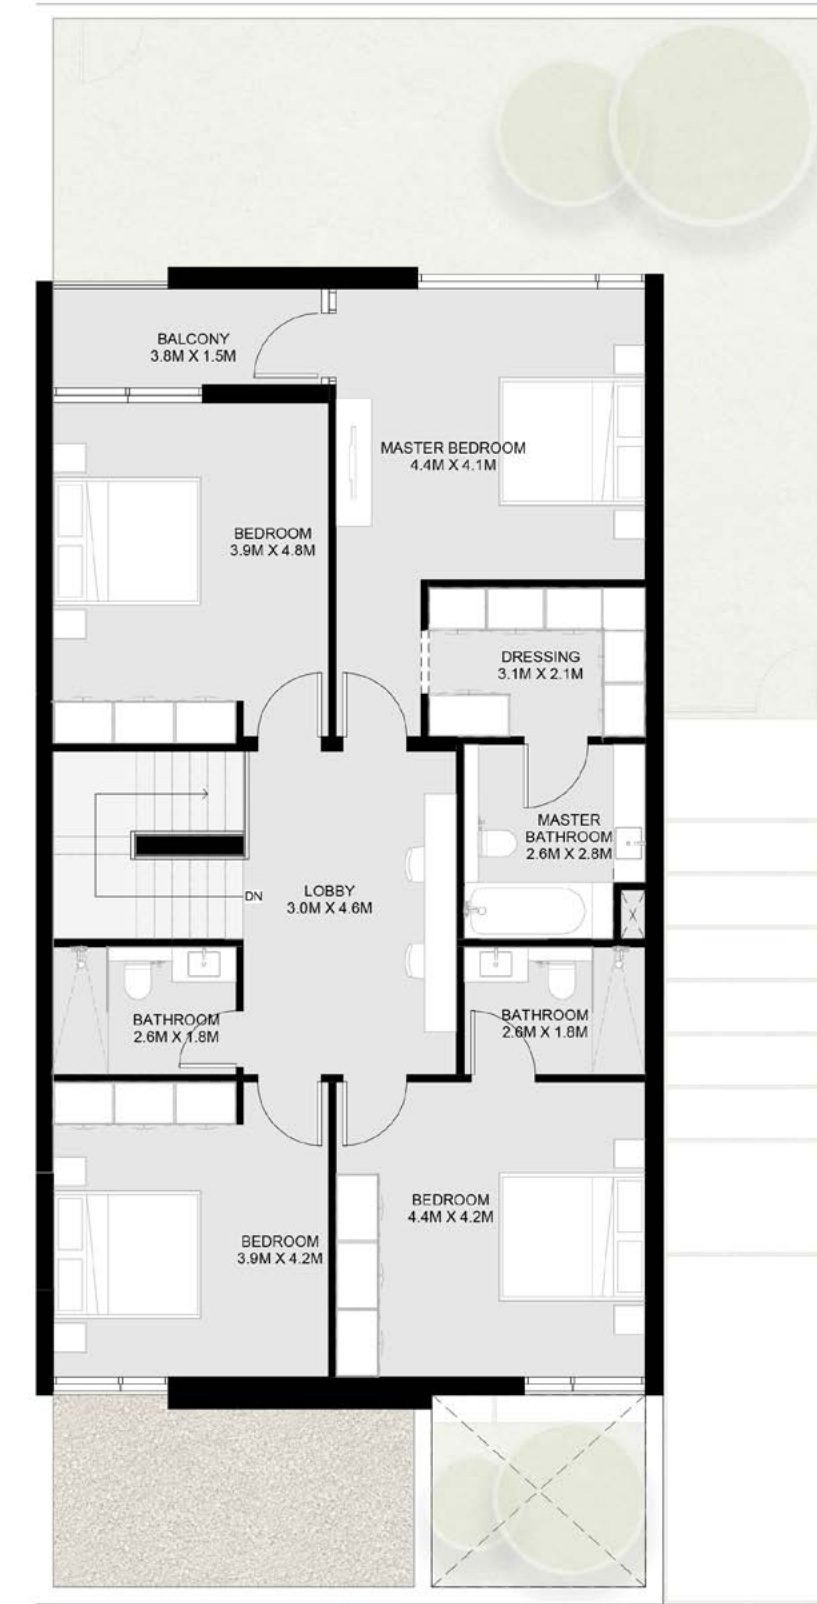 BALCONY
3.8M X 1.5M
MASTER BEDROOM
4.4M X 4.1M
BEDROOM
3.9M X 4.8M
DRESSING
3.1M X 2.1M
MASTER
BATHROOM
2.6M X 2.8M
LOBBY
3.0M X 4.6M
DN
BATHROOM
2.6M X 1.8M
BATHROOM
2.6M X 1.8M
BEDROOM
4.4M X 4.2M
BEDROOM
3.9M X 4.2M